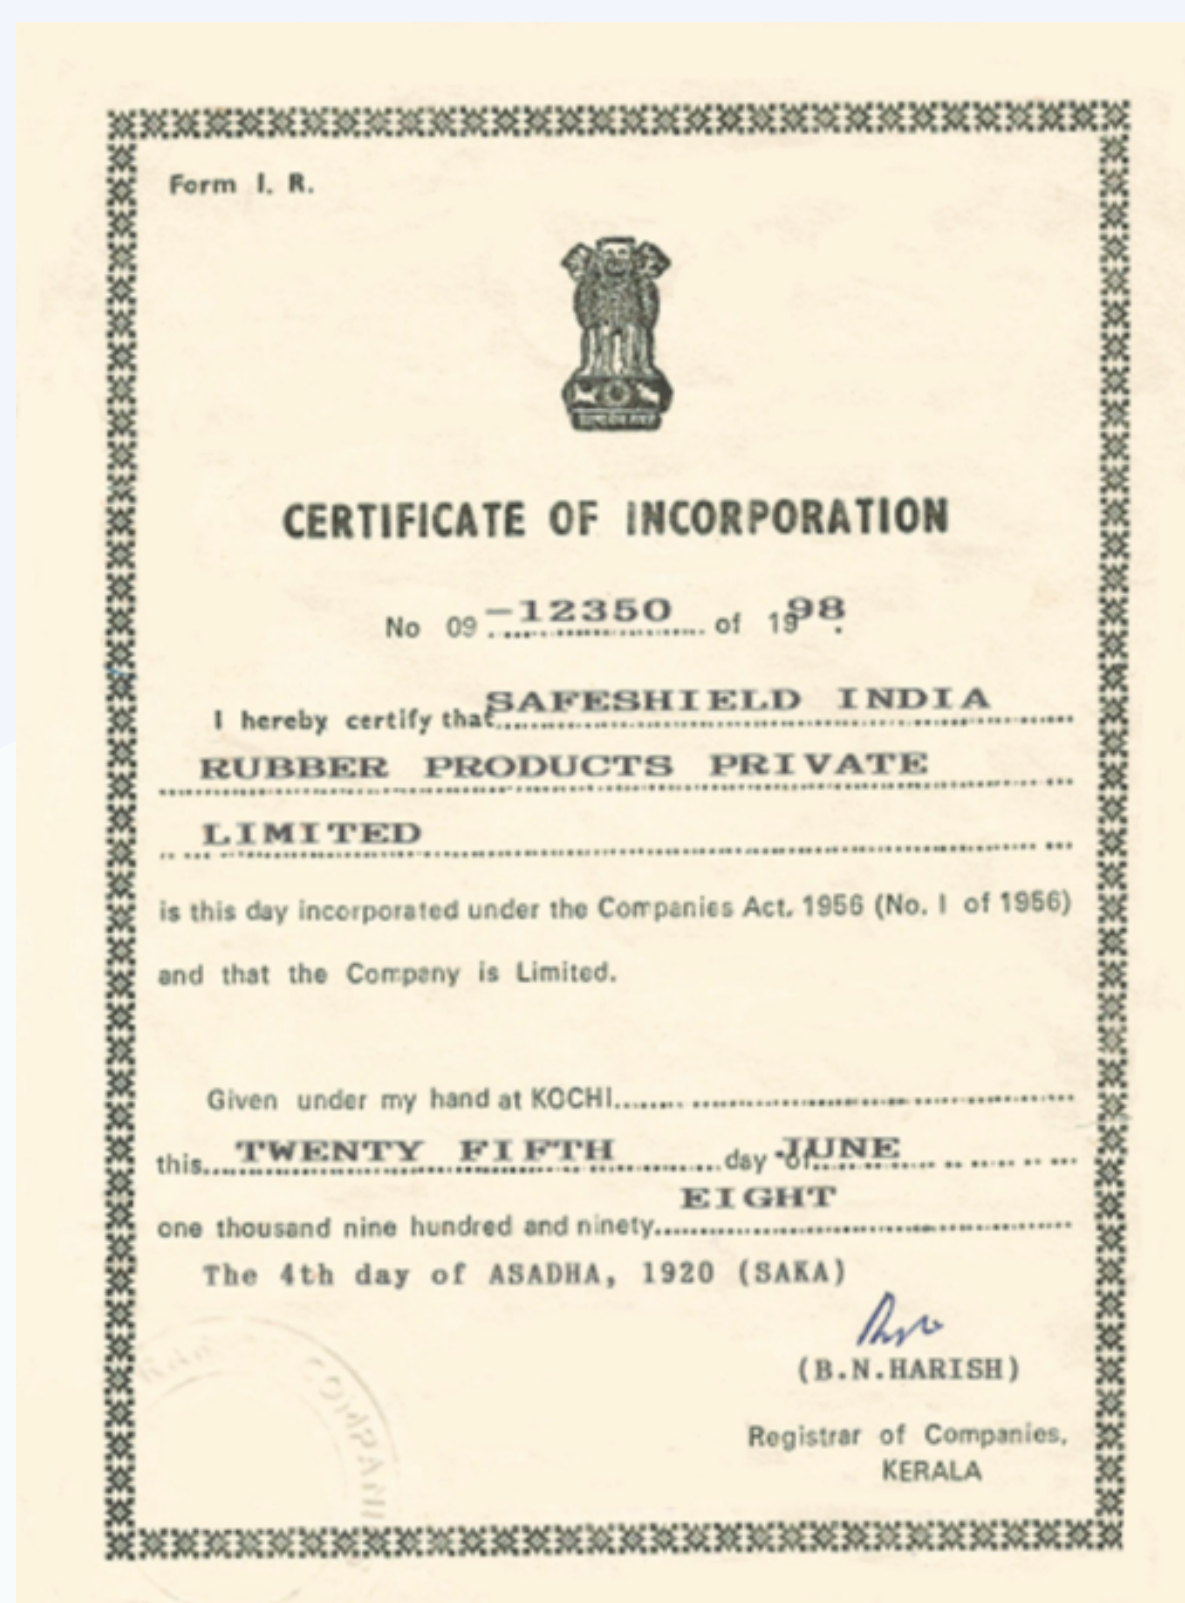 Form I. R.
CERTIFICATE OF INCORPORATION
No 09 -12350 of 1998.
I hereby certify that SAFESHIELD INDIA
RUBBER PRODUCTS PRIVATE
LIMITED
is this day incorporated under the Companies Act. 1956 (No. I of 1956)
and that the Company is Limited.
Given under my hand at KOCHI
this TWENTY FIFTH day of JUNE
one thousand nine hundred and ninety EIGHT
The 4th day of ASADHA, 1920 (SAKA)
(B.N.HARISH)
Registrar of Companies,
KERALA